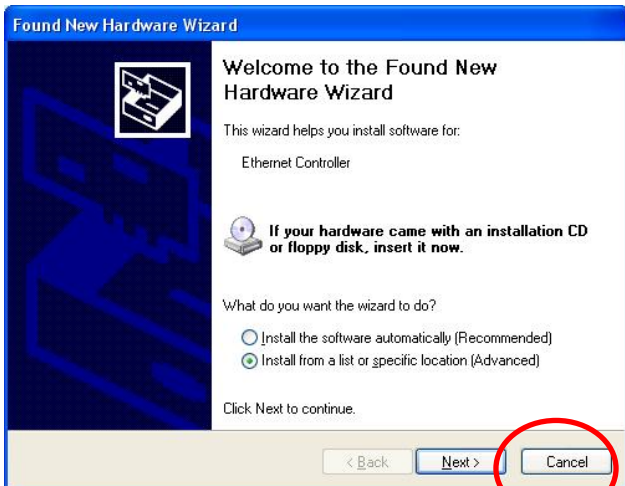 Found New Hardware Wizard
Welcome to the Found New
Hardware Wizard
This wizard helps you install software for:
Ethernet Controller
If your hardware came with an installation CD
or floppy disk, insert it now.
What do you want the wizard to do?
Install the software automatically (Recommended)
Install from a list or specific location (Advanced)
Click Next to continue.
< Back Next > Cancel